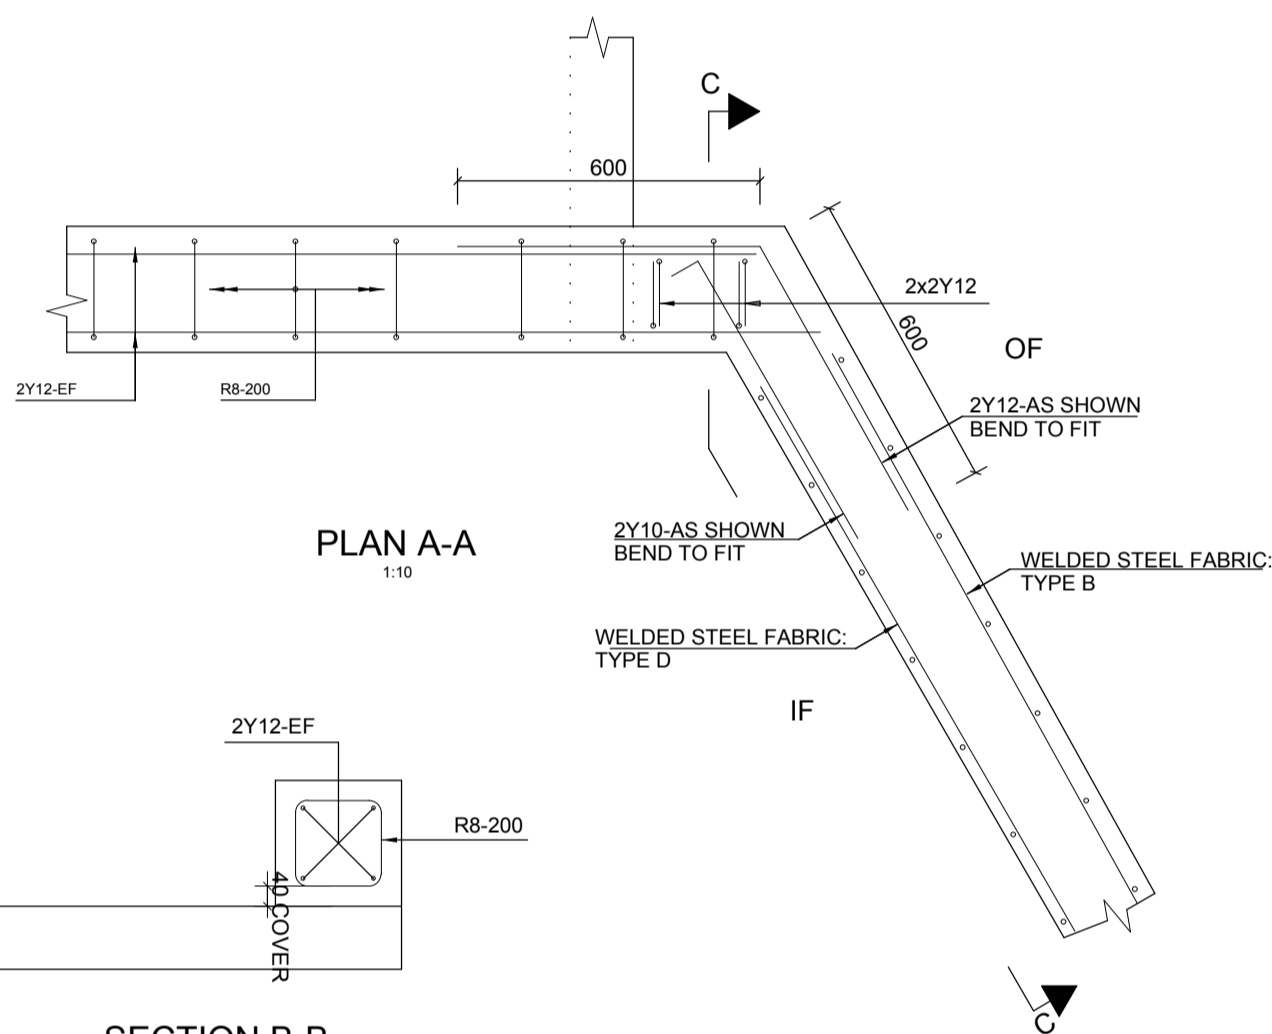 C
600
2x2Y12
600
OF
2Y12-EF
R8-200
2Y12-AS SHOWN
BEND TO FIT
PLAN A-A
1:10
2Y10-AS SHOWN
BEND TO FIT
WELDED STEEL FABRIC:
TYPE B
WELDED STEEL FABRIC:
TYPE D
IF
2Y12-EF
R8-200
40 COVER
C
SECTION B-B